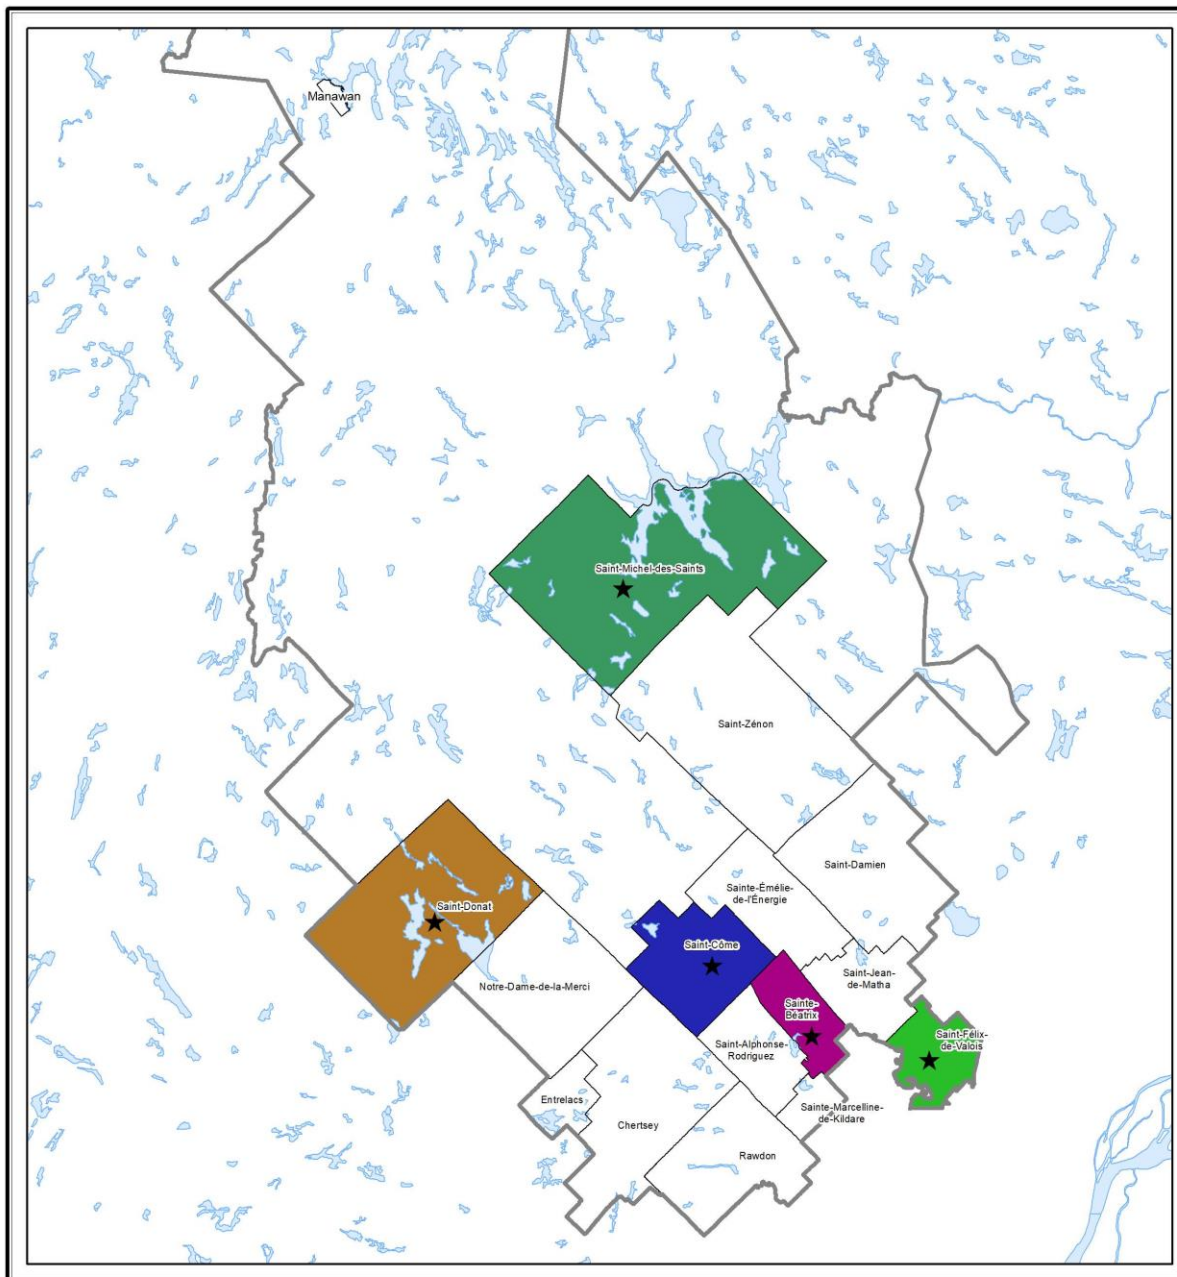 Manawan
Saint-Michel-des-Saints
Saint-Zénon
Saint-Damien
Sainte-Émélie-
de-l'Énergie
Saint-Donat
Saint-Côme
Saint-Jean-
de-Matha
Notre-Dame-de-la-Merci
Sainte-
Béatrix
Saint-Félix-
de-Valois
Saint-Alphonse-
Rodriguez
Entrelacs
Sainte-Marcelline-
de-Kildare
Chertsey
Rawdon